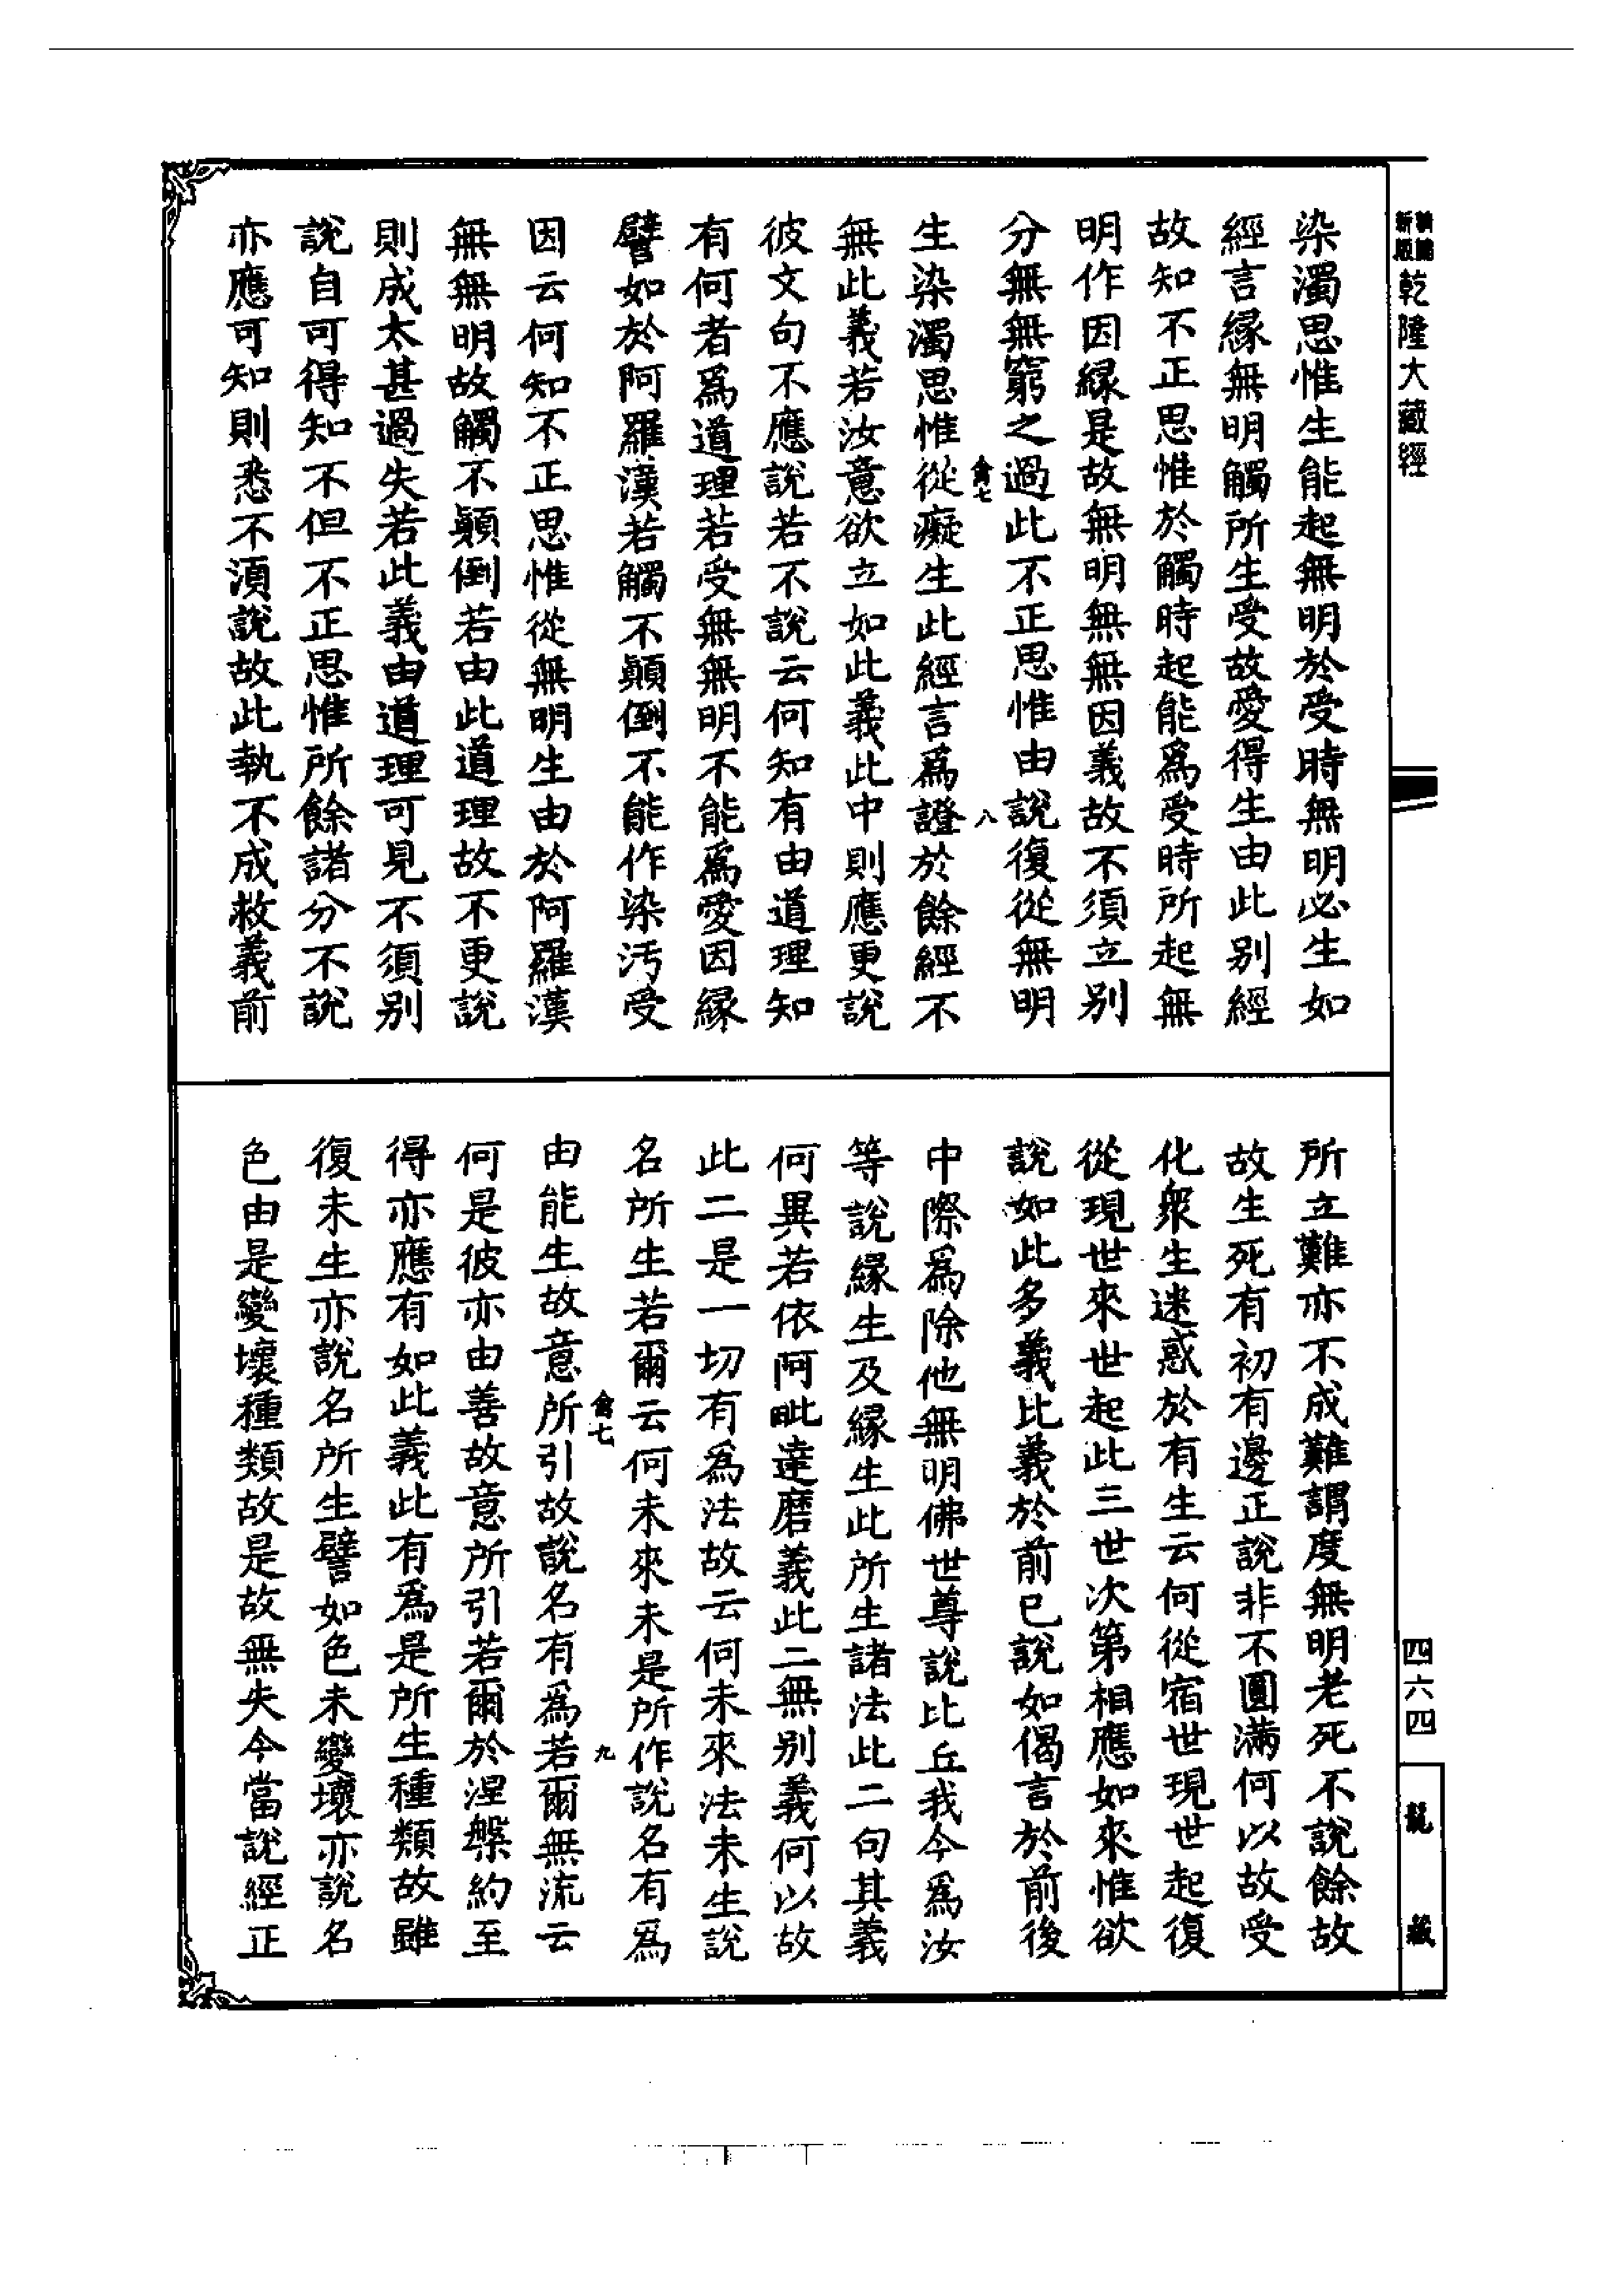 新編
新版
乾隆大藏經
染濁思惟生能起無明於受時無明必生如
經言緣無明觸所生受故愛得生由此別經
故知不正思惟於觸時起能為受時所起無
明作因緣是故無明無無因義故不須立別
分無無窮之過此不正思惟由說復從無明
禽七
八
生染濁思惟從癡生此經言為證於餘經不
無此義若汝意欲立如此義此中則應更說
彼文句不應說若不說云何知有由道理知
有何者為道理若受無無明不能為愛因緣
譬如於阿羅漢若觸不顛倒不能作染污受
因云何知不正思惟從無明生由於阿羅漢
無無明故觸不顛倒若由此道理故不更說
則成太甚過失若此義由道理可見不須別
說自可得知不但不正思惟所餘諸分不說
亦應可知則悉不須說故此執不成救義前
所立難亦不成難謂度無明老死不說餘故
故生死有初有邊正說非不圓滿何以故受
化眾生迷惑於有生云何從宿世現世起復
從現世來世起此三世次第相應如來惟欲
說如此多義比義於前已說如偈言於前後
中際為除他無明佛世尊說比丘我今為汝
等說緣生及緣生此所生諸法此二句其義
何異若依阿毗達磨義此二無別義何以故
此二是一切有為法故云何未來法未生說
名所生若爾云何未來未是所作說名有為
禽七
九
由能生故意所引故說名有為若爾無流云
何是彼亦由善故意所引若爾於涅槃約至
得亦應有如此義此有為是所生種類故雖
復未生亦說名所生譬如色未變壞亦說名
色由是變壞種類故是故無失今當說經正
四六四
龍藏